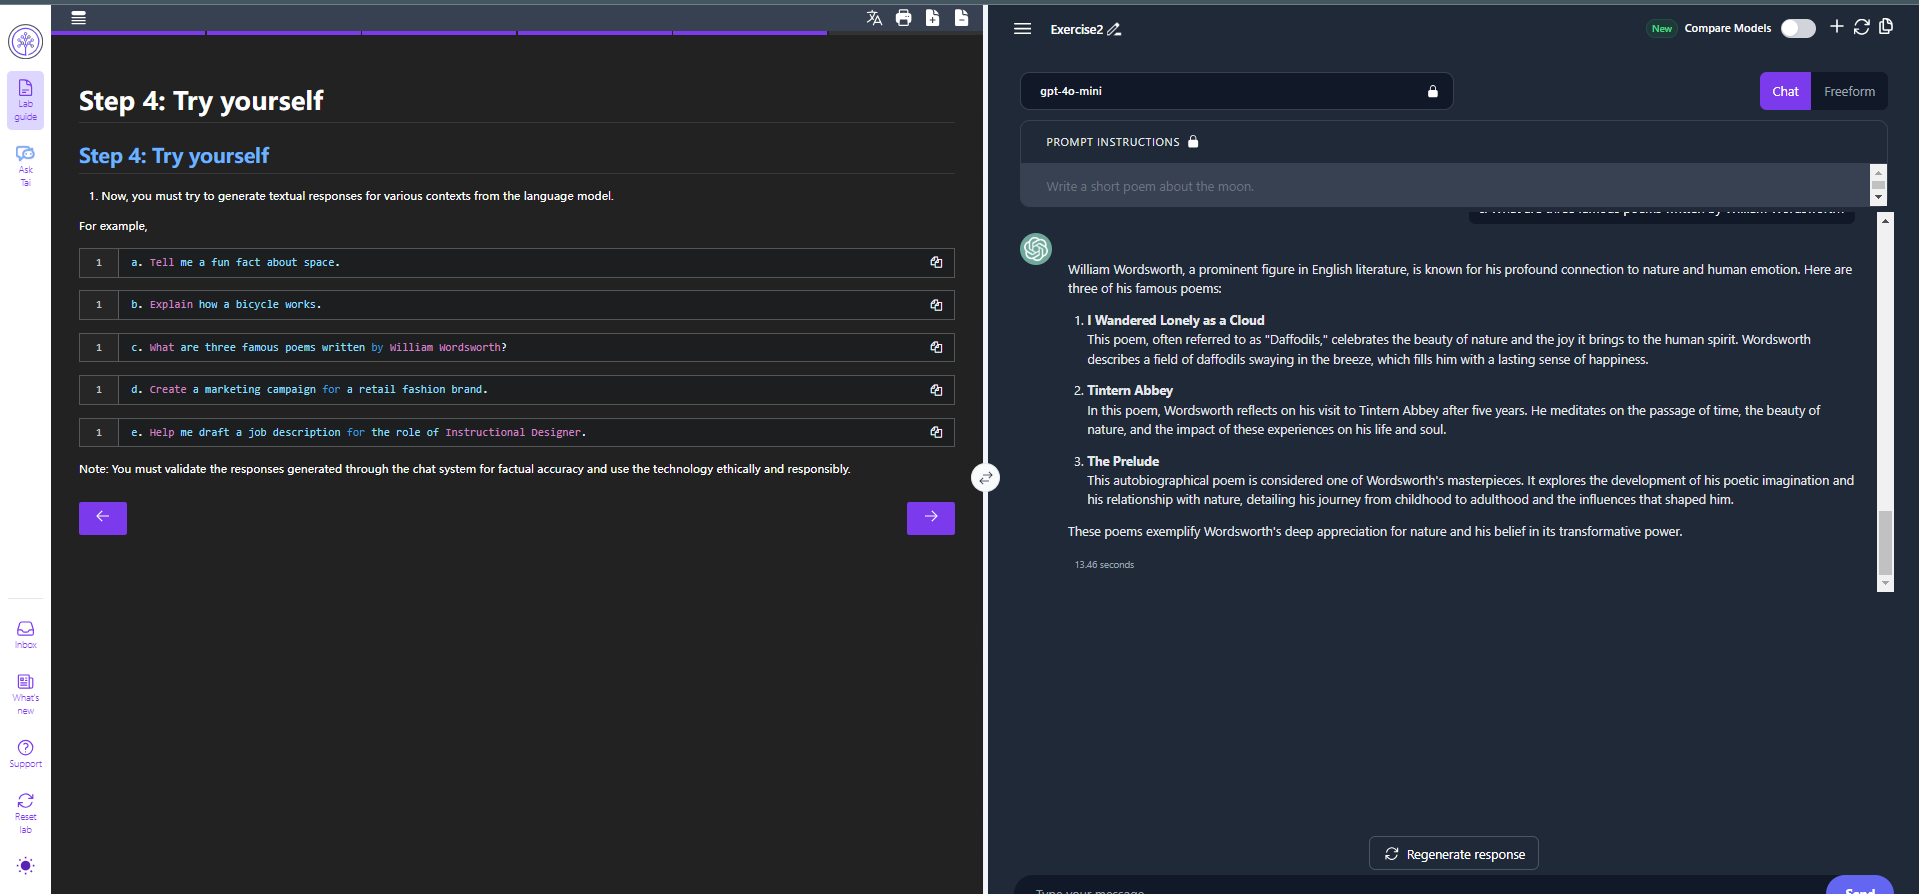 Lab
guide
Ask
Tai
Inbox
What's
new
Support
Reset
lab
Step 4: Try yourself
Step 4: Try yourself
1. Now, you must try to generate textual responses for various contexts from the language model.
For example,
1 a. Tell me a fun fact about space.
1 b. Explain how a bicycle works.
1 c. What are three famous poems written by William Wordsworth?
1 d. Create a marketing campaign for a retail fashion brand.
1 e. Help me draft a job description for the role of Instructional Designer.
Note: You must validate the responses generated through the chat system for factual accuracy and use the technology ethically and responsibly.
Exercise2
New Compare Models
gpt-4o-mini
Chat Freeform
PROMPT INSTRUCTIONS
Write a short poem about the moon.
What are three famous poems written by William Wordsworth?
William Wordsworth, a prominent figure in English literature, is known for his profound connection to nature and human emotion. Here are
three of his famous poems:
1. I Wandered Lonely as a Cloud
This poem, often referred to as "Daffodils," celebrates the beauty of nature and the joy it brings to the human spirit. Wordsworth
describes a field of daffodils swaying in the breeze, which fills him with a lasting sense of happiness.
2. Tintern Abbey
In this poem, Wordsworth reflects on his visit to Tintern Abbey after five years. He meditates on the passage of time, the beauty of
nature, and the impact of these experiences on his life and soul.
3. The Prelude
This autobiographical poem is considered one of Wordsworth's masterpieces. It explores the development of his poetic imagination and
his relationship with nature, detailing his journey from childhood to adulthood and the influences that shaped him.
These poems exemplify Wordsworth's deep appreciation for nature and his belief in its transformative power.
13.46 seconds
Regenerate response
Type your message
Send